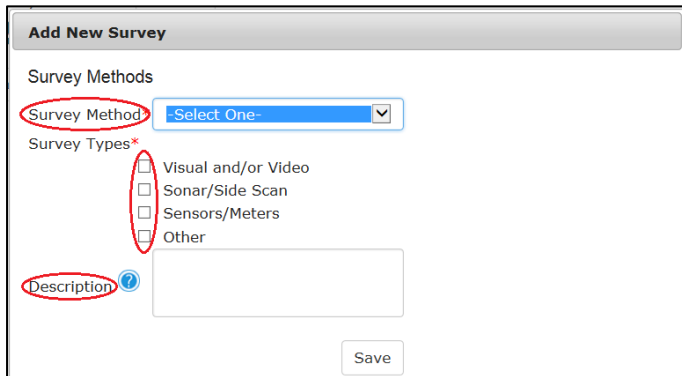 Add New Survey
Survey Methods
Survey Method* -Select One-
Survey Types*
Visual and/or Video
Sonar/Side Scan
Sensors/Meters
Other
Description ?
Save